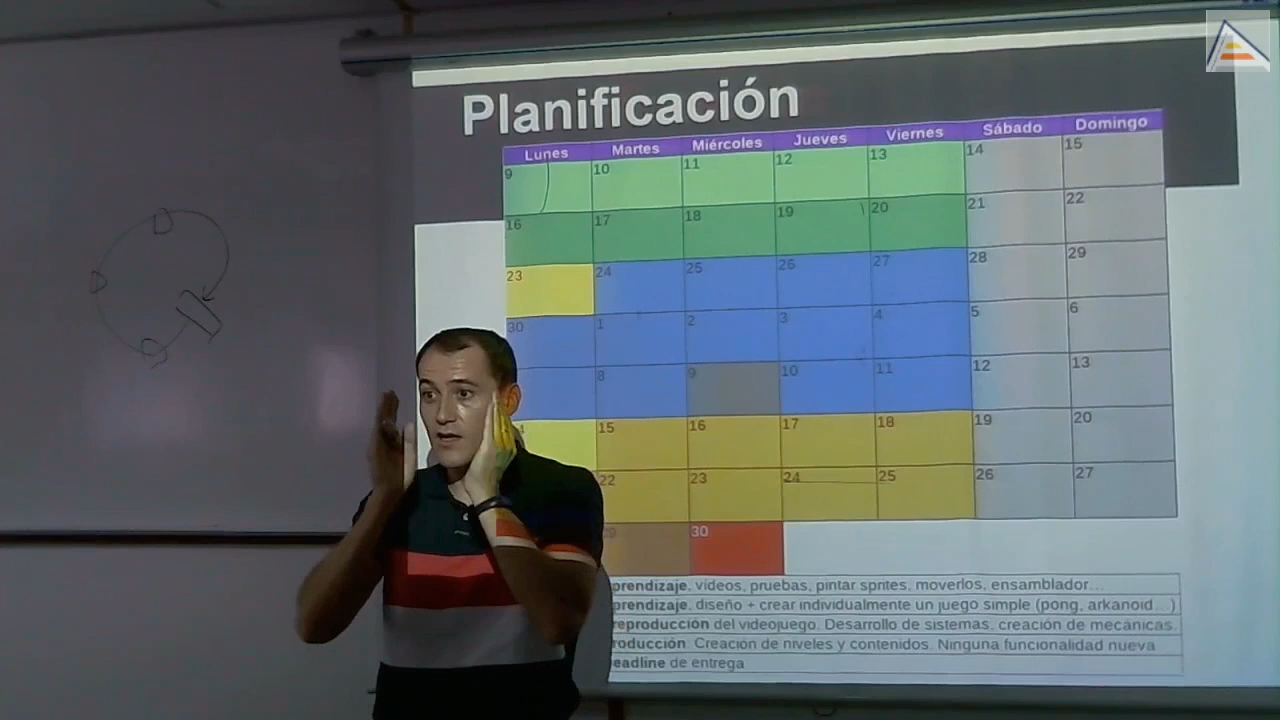 Planificación
Lunes Martes Miércoles Jueves Viernes Sábado Domingo
9 10 11 12 13 14 15
16 17 18 19 20 21 22
23 24 25 26 27 28 29
30 1 2 3 4 5 6
8 9 10 11 12 13
15 16 17 18 19 20
22 23 24 25 26 27
29 30
prendizaje, vídeos, pruebas, pintar sprites, moverlos, ensamblador...
prendizaje, diseño + crear individualmente un juego simple (pong, arkanoid...)
reproducción del videojuego. Desarrollo de sistemas, creación de mecánicas.
roducción. Creación de niveles y contenidos. Ninguna funcionalidad nueva
eadline de entrega